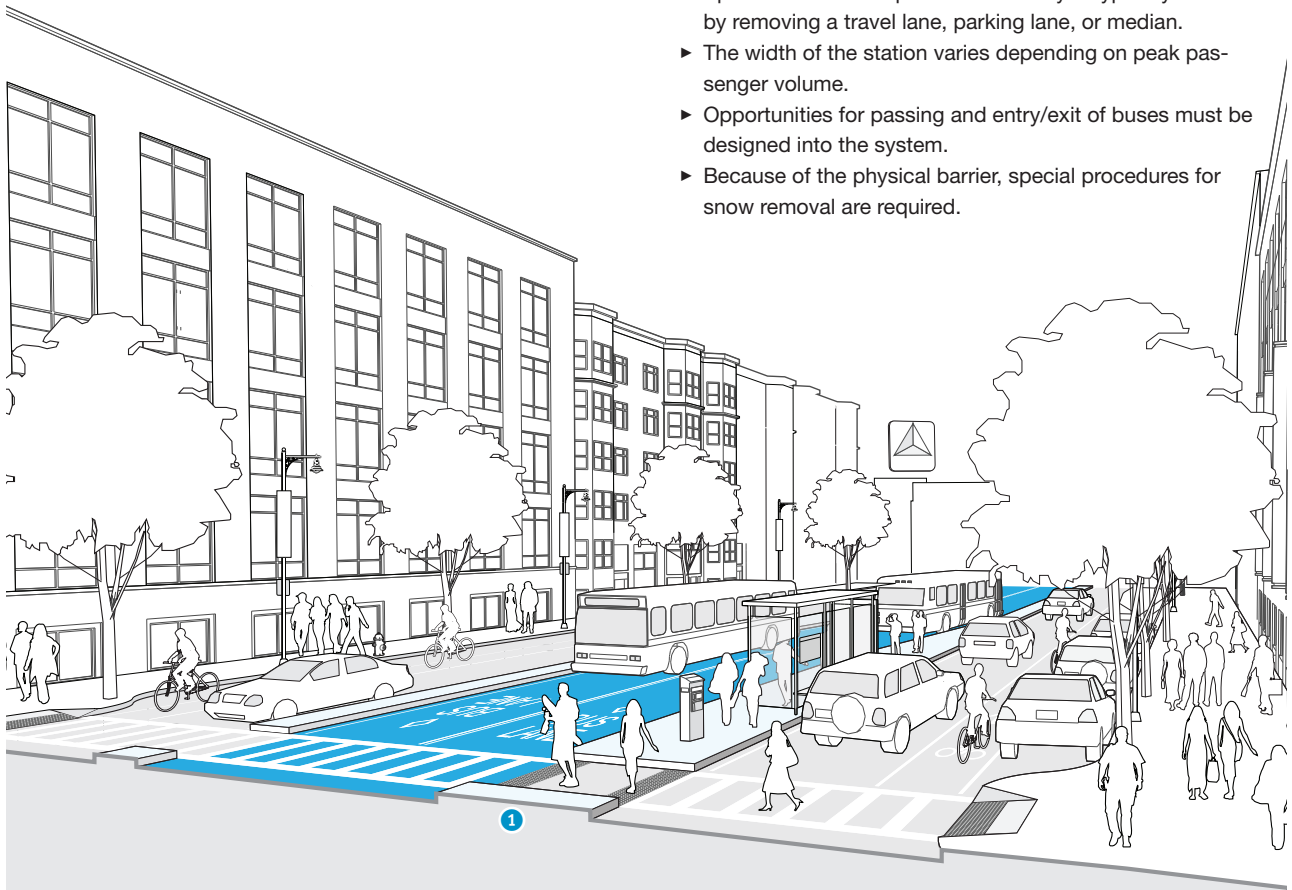 by removing a travel lane, parking lane, or median.
► The width of the station varies depending on peak pas-
senger volume.
► Opportunities for passing and entry/exit of buses must be
designed into the system.
► Because of the physical barrier, special procedures for
snow removal are required.
1